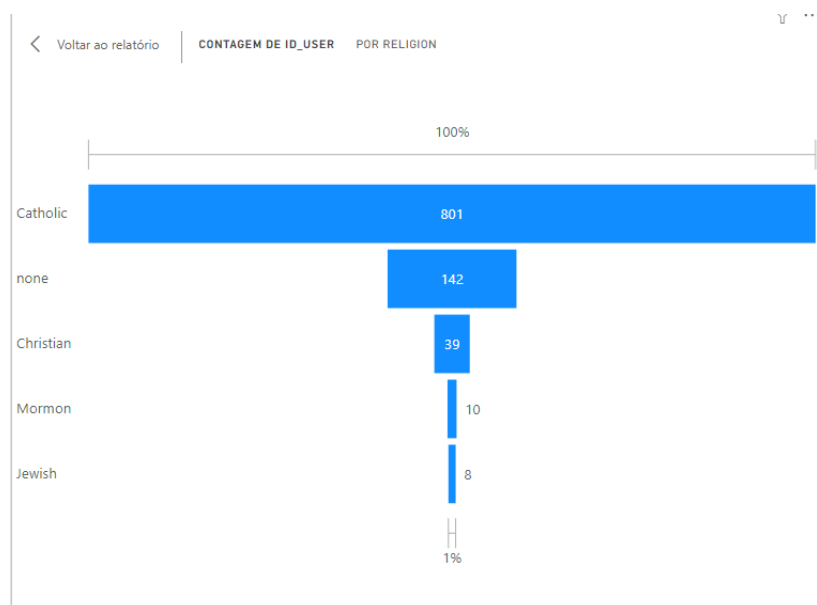 Voltar ao relatório CONTAGEM DE ID_USER POR RELIGION
100%
Catholic 801
none 142
Christian 39
Mormon 10
Jewish 8
1%